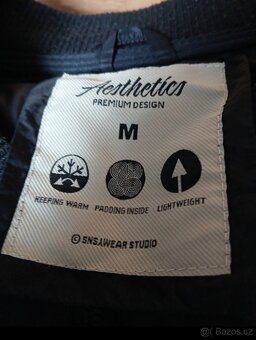 Aesthetics
PREMIUM DESIGN
M
KEEPING WARM PADDING INSIDE LIGHTWEIGHT
© SNSAWEAR STUDIO
Bazos.cz